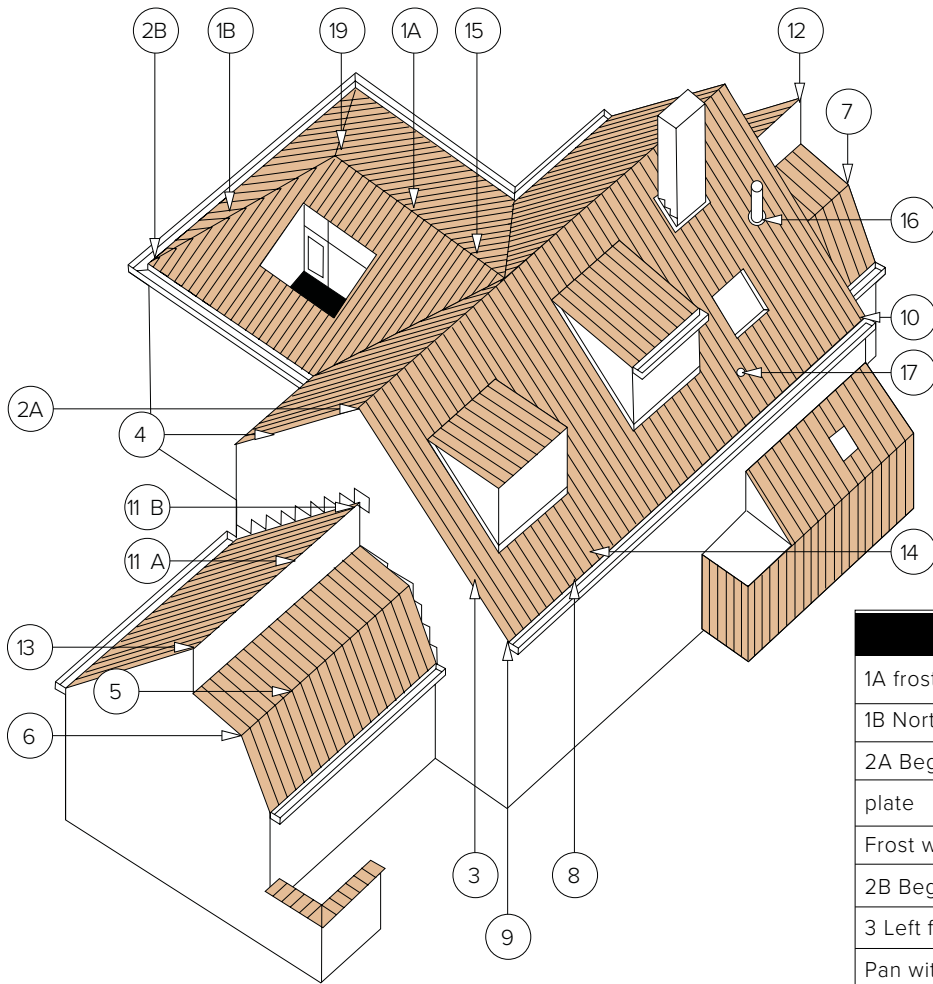 2B
1B
19
1A
15
12
7
16
10
17
2A
4
11 B
11 A
14
13
5
6
3
8
9
1A frost
1B Nort
2A Beg
plate
Frost w
2B Beg
3 Left f
Pan wit